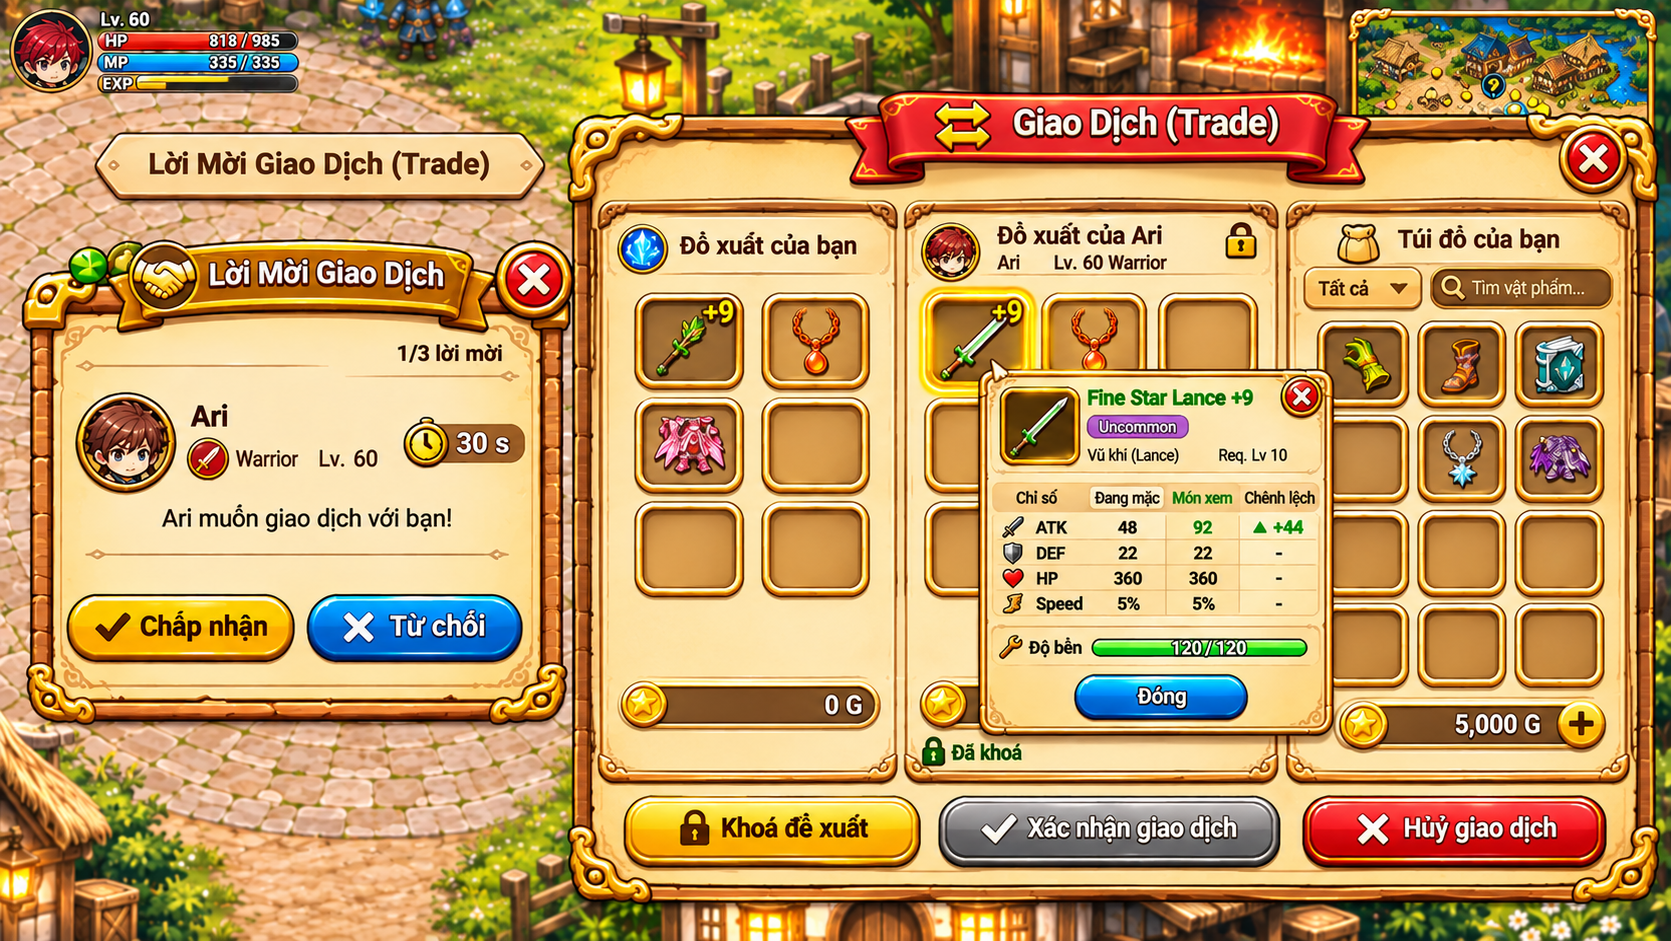 Lv. 60
HP 818 / 985
MP 335 / 335
EXP
Lời Mời Giao Dịch (Trade)
Lời Mời Giao Dịch
1/3 lời mời
Ari
Warrior Lv. 60
30 s
Ari muốn giao dịch với bạn!
Chấp nhận
Từ chối
Giao Dịch (Trade)
Đồ xuất của bạn
+9
0 G
Đồ xuất của Ari
Ari Lv. 60 Warrior
+9
Đã khoá
Fine Star Lance +9
Uncommon
Vũ khi (Lance) Req. Lv 10
Chỉ số Đang mặc Món xem Chênh lệch
ATK 48 92 ▲ +44
DEF 22 22 -
HP 360 360 -
Speed 5% 5% -
Độ bền 120 / 120
Đóng
Túi đồ của bạn
Tất cả
Tìm vật phẩm...
5,000 G
Khoá đề xuất
Xác nhận giao dịch
Hủỷ giao dịch